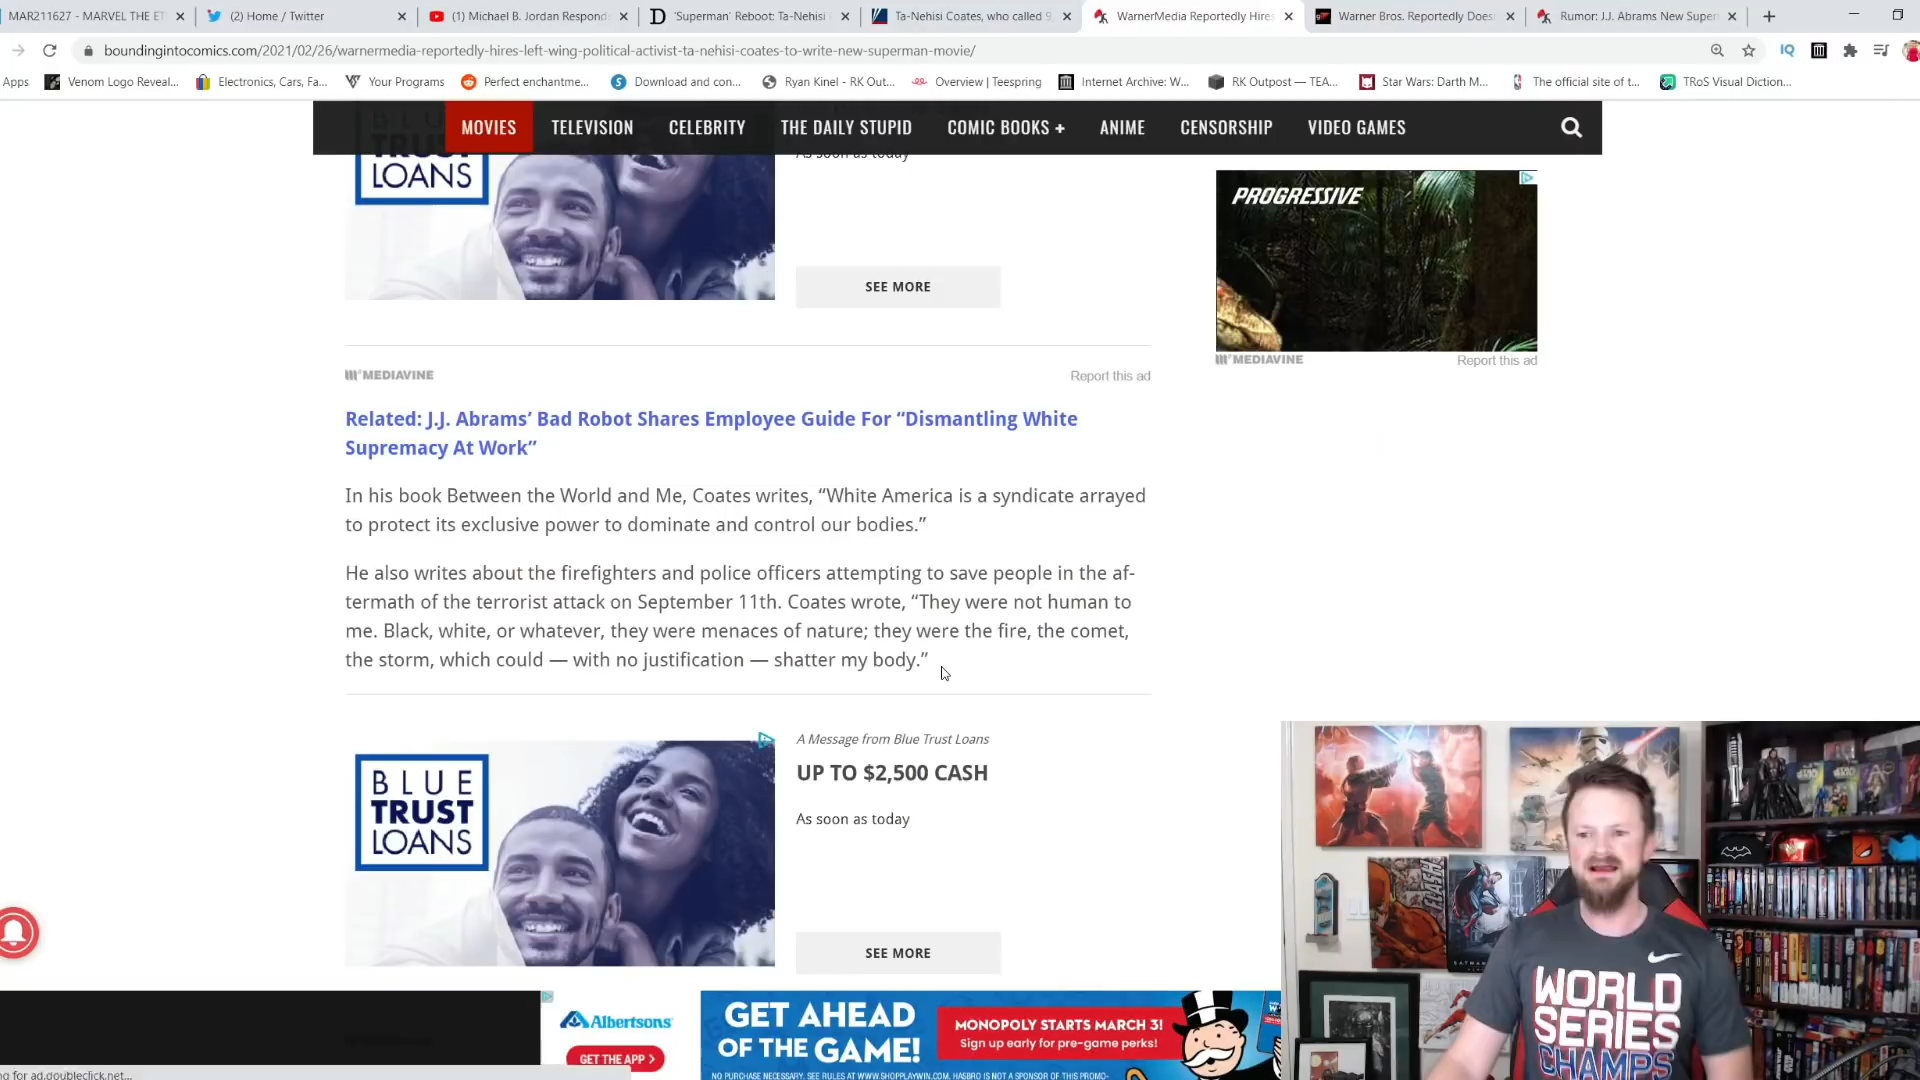 MAR211627 - MARVEL THE ET
(2) Home / Twitter
(1) Michael B. Jordan Respond
'Superman' Reboot: Ta-Nehisi
Ta-Nehisi Coates, who called 9
WarnerMedia Reportedly Hires
Warner Bros. Reportedly Does
Rumor: J.J. Abrams New Super
boundingintocomics.com/2021/02/26/warnermedia-reportedly-hires-left-wing-political-activist-ta-nehisi-coates-to-write-new-superman-movie/
Apps
Venom Logo Reveal...
Electronics, Cars, Fa...
Your Programs
Perfect enchantme...
Download and con...
Ryan Kinel - RK Out...
Overview | Teespring
Internet Archive: W...
RK Outpost — TEA...
Star Wars: Darth M...
The official site of t...
TRoS Visual Diction...
MOVIES
TELEVISION
CELEBRITY
THE DAILY STUPID
COMIC BOOKS +
ANIME
CENSORSHIP
VIDEO GAMES
BLUE
TRUST
LOANS
As soon as today
SEE MORE
PROGRESSIVE
MEDIAVINE
Report this ad
MEDIAVINE
Report this ad
Related: J.J. Abrams’ Bad Robot Shares Employee Guide For “Dismantling White
Supremacy At Work”
In his book Between the World and Me, Coates writes, “White America is a syndicate arrayed
to protect its exclusive power to dominate and control our bodies.”
He also writes about the firefighters and police officers attempting to save people in the af-
termath of the terrorist attack on September 11th. Coates wrote, “They were not human to
me. Black, white, or whatever, they were menaces of nature; they were the fire, the comet,
the storm, which could — with no justification — shatter my body.”
BLUE
TRUST
LOANS
A Message from Blue Trust Loans
UP TO $2,500 CASH
As soon as today
SEE MORE
Albertsons
GET THE APP >
GET AHEAD
OF THE GAME!
MONOPOLY STARTS MARCH 3!
Sign up early for pre-game perks!
NO PURCHASE NECESSARY. SEE RULES AT WWW.SHOPPLAYWIN.COM. HASBRO IS NOT A SPONSOR OF THIS PROMO-
ng for ad.doubleclick.net...
WORLD
SERIES
CHAMPS